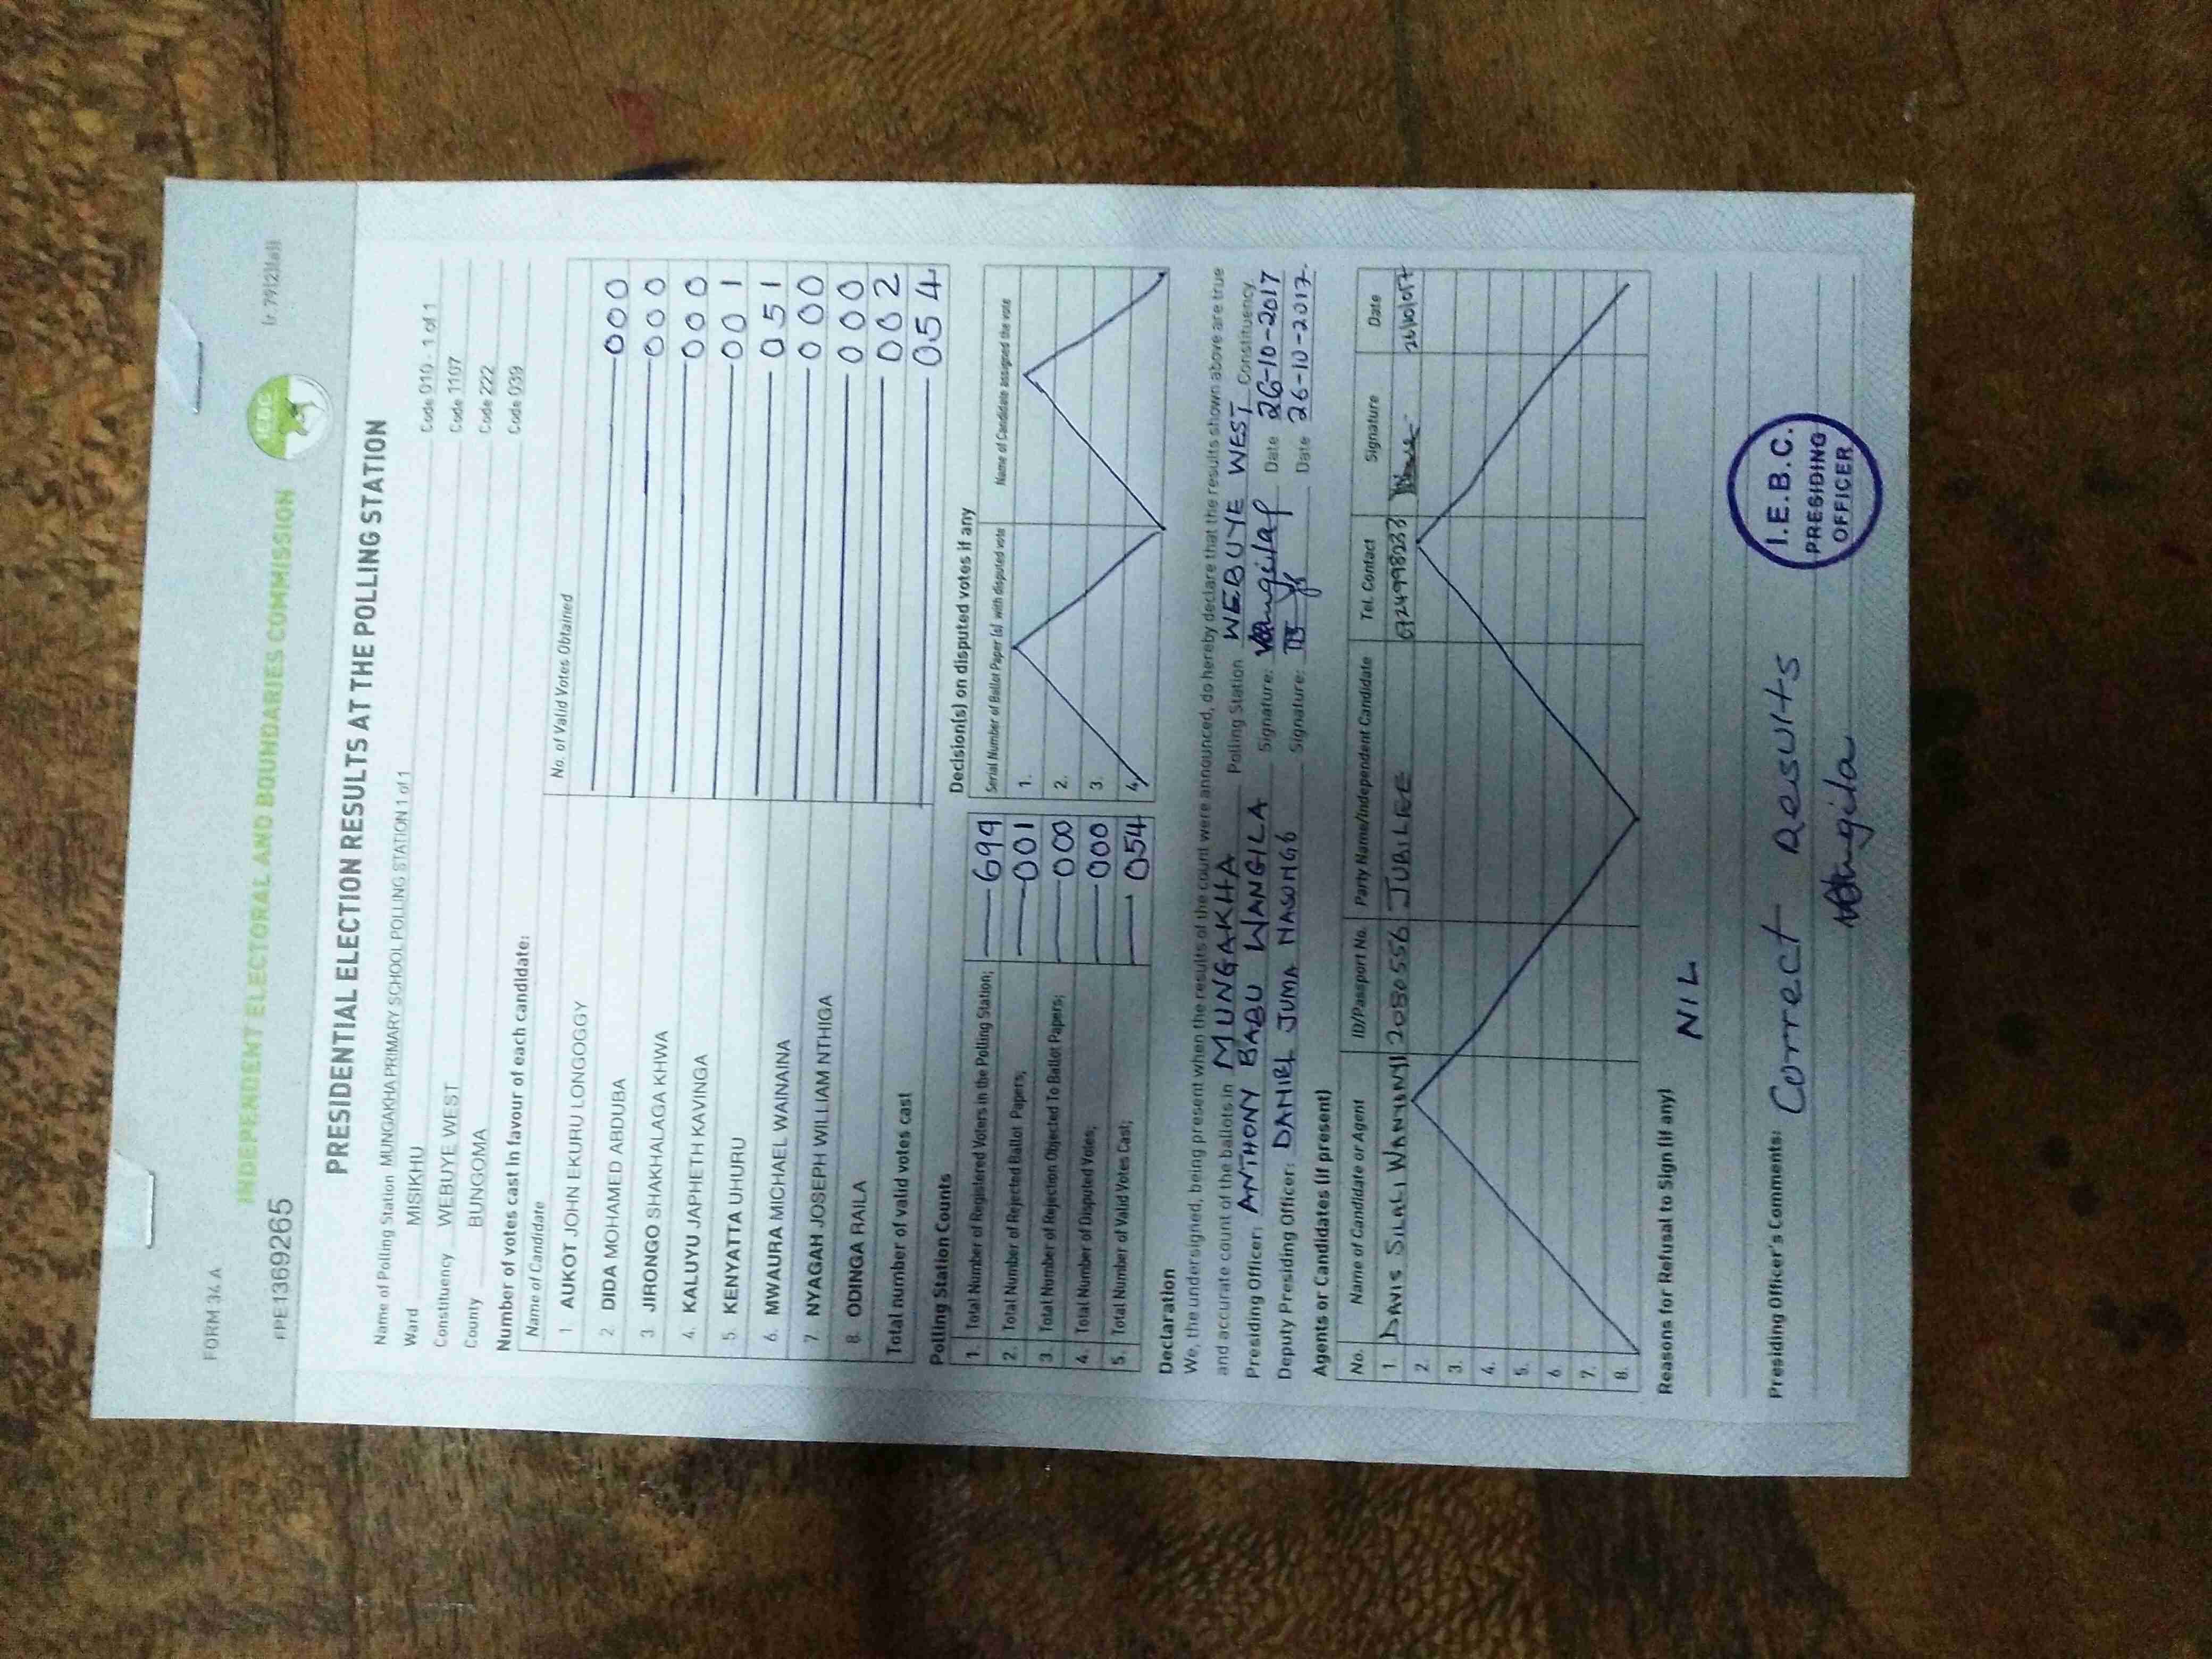 FORM 34 A
FPE1369265
INDEPENDENT ELECTORAL AND BOUNDARIES COMMISSION
IEBC
(r 79(2)(a))
PRESIDENTIAL ELECTION RESULTS AT THE POLLING STATION
Name of Polling Station MUNGAKHA PRIMARY SCHOOL POLLING STATION 1 of 1 Code 010 - 1 of 1
Ward MISIKHU Code 1107
Constituency WEBUYE WEST Code 222
County BUNGOMA Code 039
Number of votes cast in favour of each candidate:
Name of Candidate No. of Valid Votes Obtained
1 AUKOT JOHN EKURU LONGOGGY 000
2. DIDA MOHAMED ABDUBA 000
3 JIRONGO SHAKHALAGA KHWA 000
4. KALUYU JAPHETH KAVINGA 001
5. KENYATTA UHURU 051
6. MWAURA MICHAEL WAINAINA 000
7. NYAGAH JOSEPH WILLIAM NTHIGA 000
8. ODINGA RAILA 002
Total number of valid votes cast 054
Polling Station Counts
1. Total Number of Registered Voters in the Polling Station; 699
2. Total Number of Rejected Ballot Papers; 001
3. Total Number of Rejection Objected To Ballot Papers; 000
4. Total Number of Disputed Votes; 000
5. Total Number of Valid Votes Cast; 054
Decision(s) on disputed votes if any
Serial Number of Ballot Paper (s) with disputed vote Name of Candidate assigned the vote
1.
2.
3.
4.
Declaration
We, the undersigned, being present when the results of the count were announced, do hereby declare that the results shown above are true
and accurate count of the ballots in MUNGAKHA Polling Station WEBUYE WEST Constituency.
Presiding Officer: ANTHONY BABU WANGILA Signature: Date 26-10-2017
Deputy Presiding Officer: DANIEL JUMA NASONGO Signature: Date 26-10-2017.
Agents or Candidates (if present)
No. Name of Candidate or Agent ID/Passport No. Party Name/Independent Candidate Tel. Contact Signature Date
1. DAVIS SILALI WANYONYI 2080556 JUBILEE 0724998233
2.
3.
4.
5.
6.
7.
8.
Reasons for Refusal to Sign (if any)
NIL
Presiding Officer's Comments: Correct Results
I.E.B.C.
PRESIDING
OFFICER